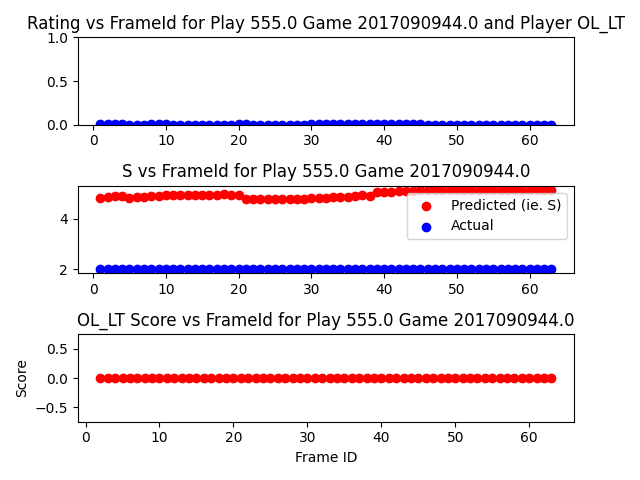 Rating vs FrameId for Play 555.0 Game 2017090944.0 and Player OL_LT
1.0
0.5
0.0
0 10 20 30 40 50 60
S vs FrameId for Play 555.0 Game 2017090944.0
4
2
Predicted (ie. S)
Actual
0 10 20 30 40 50 60
OL_LT Score vs FrameId for Play 555.0 Game 2017090944.0
Score
0.5
0.0
−0.5
0 10 20 30 40 50 60
Frame ID